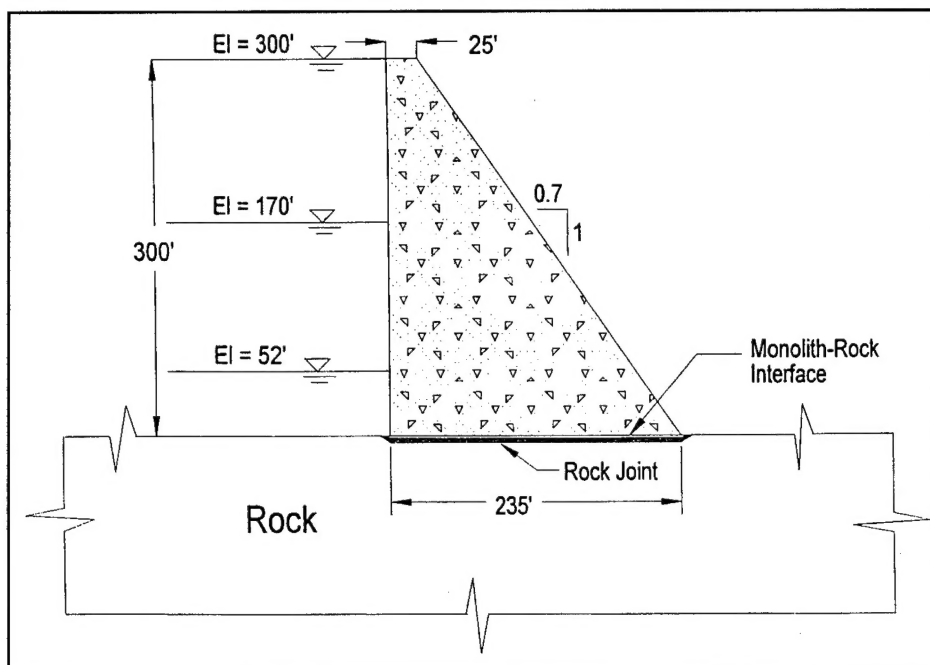 El = 300'
25'
El = 170'
0.7
1
300'
El = 52'
Monolith-Rock
Interface
Rock Joint
235'
Rock